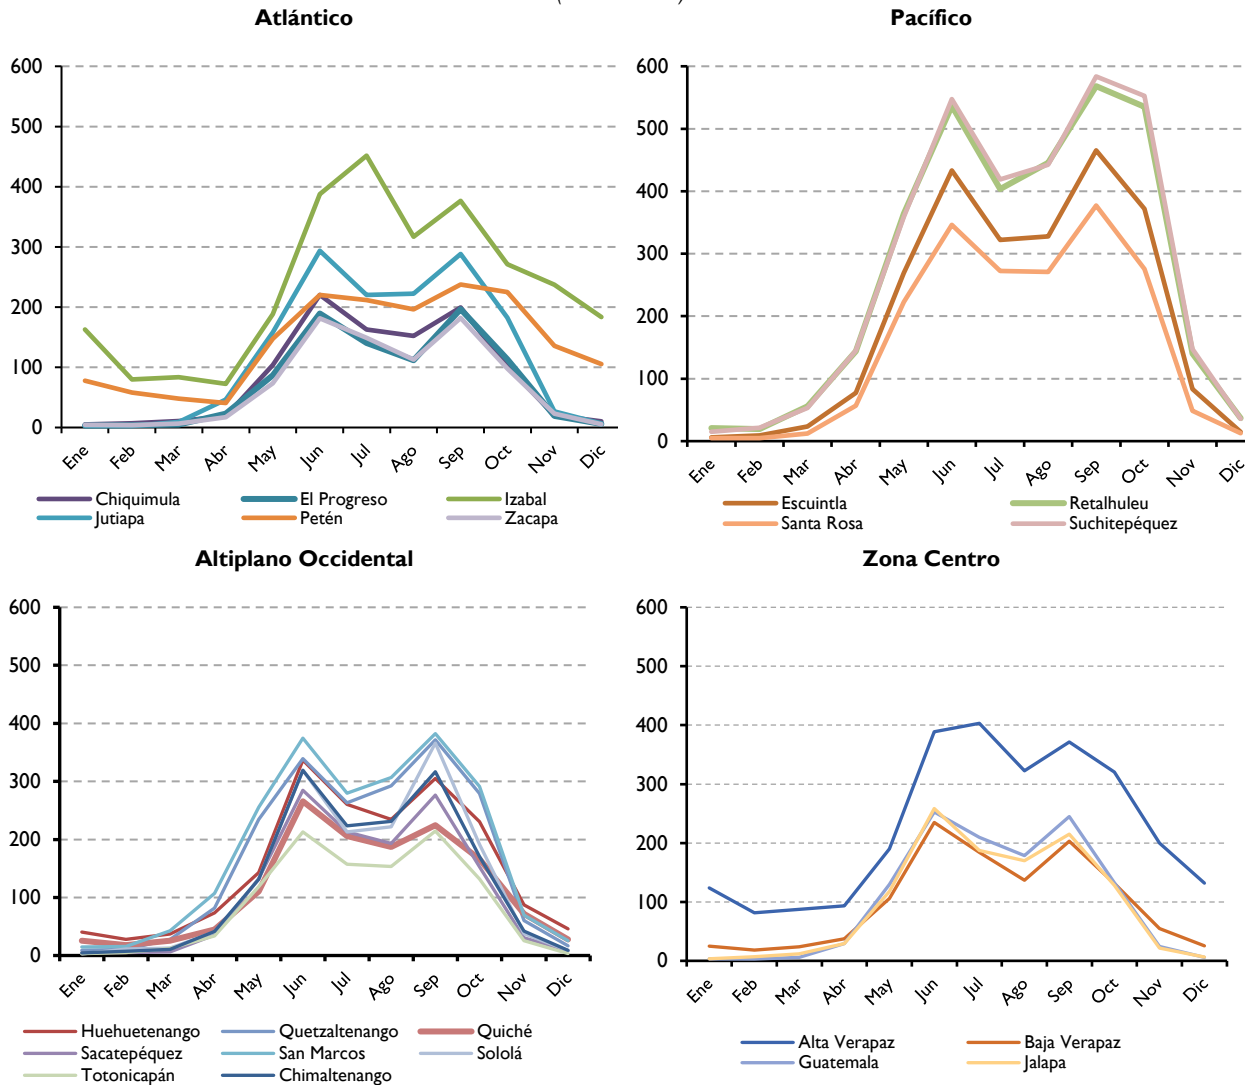 Atlántico
600
500
400
300
200
100
0
Ene Feb Mar Abr May Jun Jul Ago Sep Oct Nov Dic
Chiquimula El Progreso Izabal
Jutiapa Petén Zacapa
Pacífico
600
500
400
300
200
100
0
Ene Feb Mar Abr May Jun Jul Ago Sep Oct Nov Dic
Escuintla Retalhuleu
Santa Rosa Suchitepéquez
Altiplano Occidental
600
500
400
300
200
100
0
Ene Feb Mar Abr May Jun Jul Ago Sep Oct Nov Dic
Huehuetenango Quetzaltenango Quiché
Sacatepéquez San Marcos Sololá
Totonicapán Chimaltenango
Zona Centro
600
500
400
300
200
100
0
Ene Feb Mar Abr May Jun Jul Ago Sep Oct Nov Dic
Alta Verapaz Baja Verapaz
Guatemala Jalapa